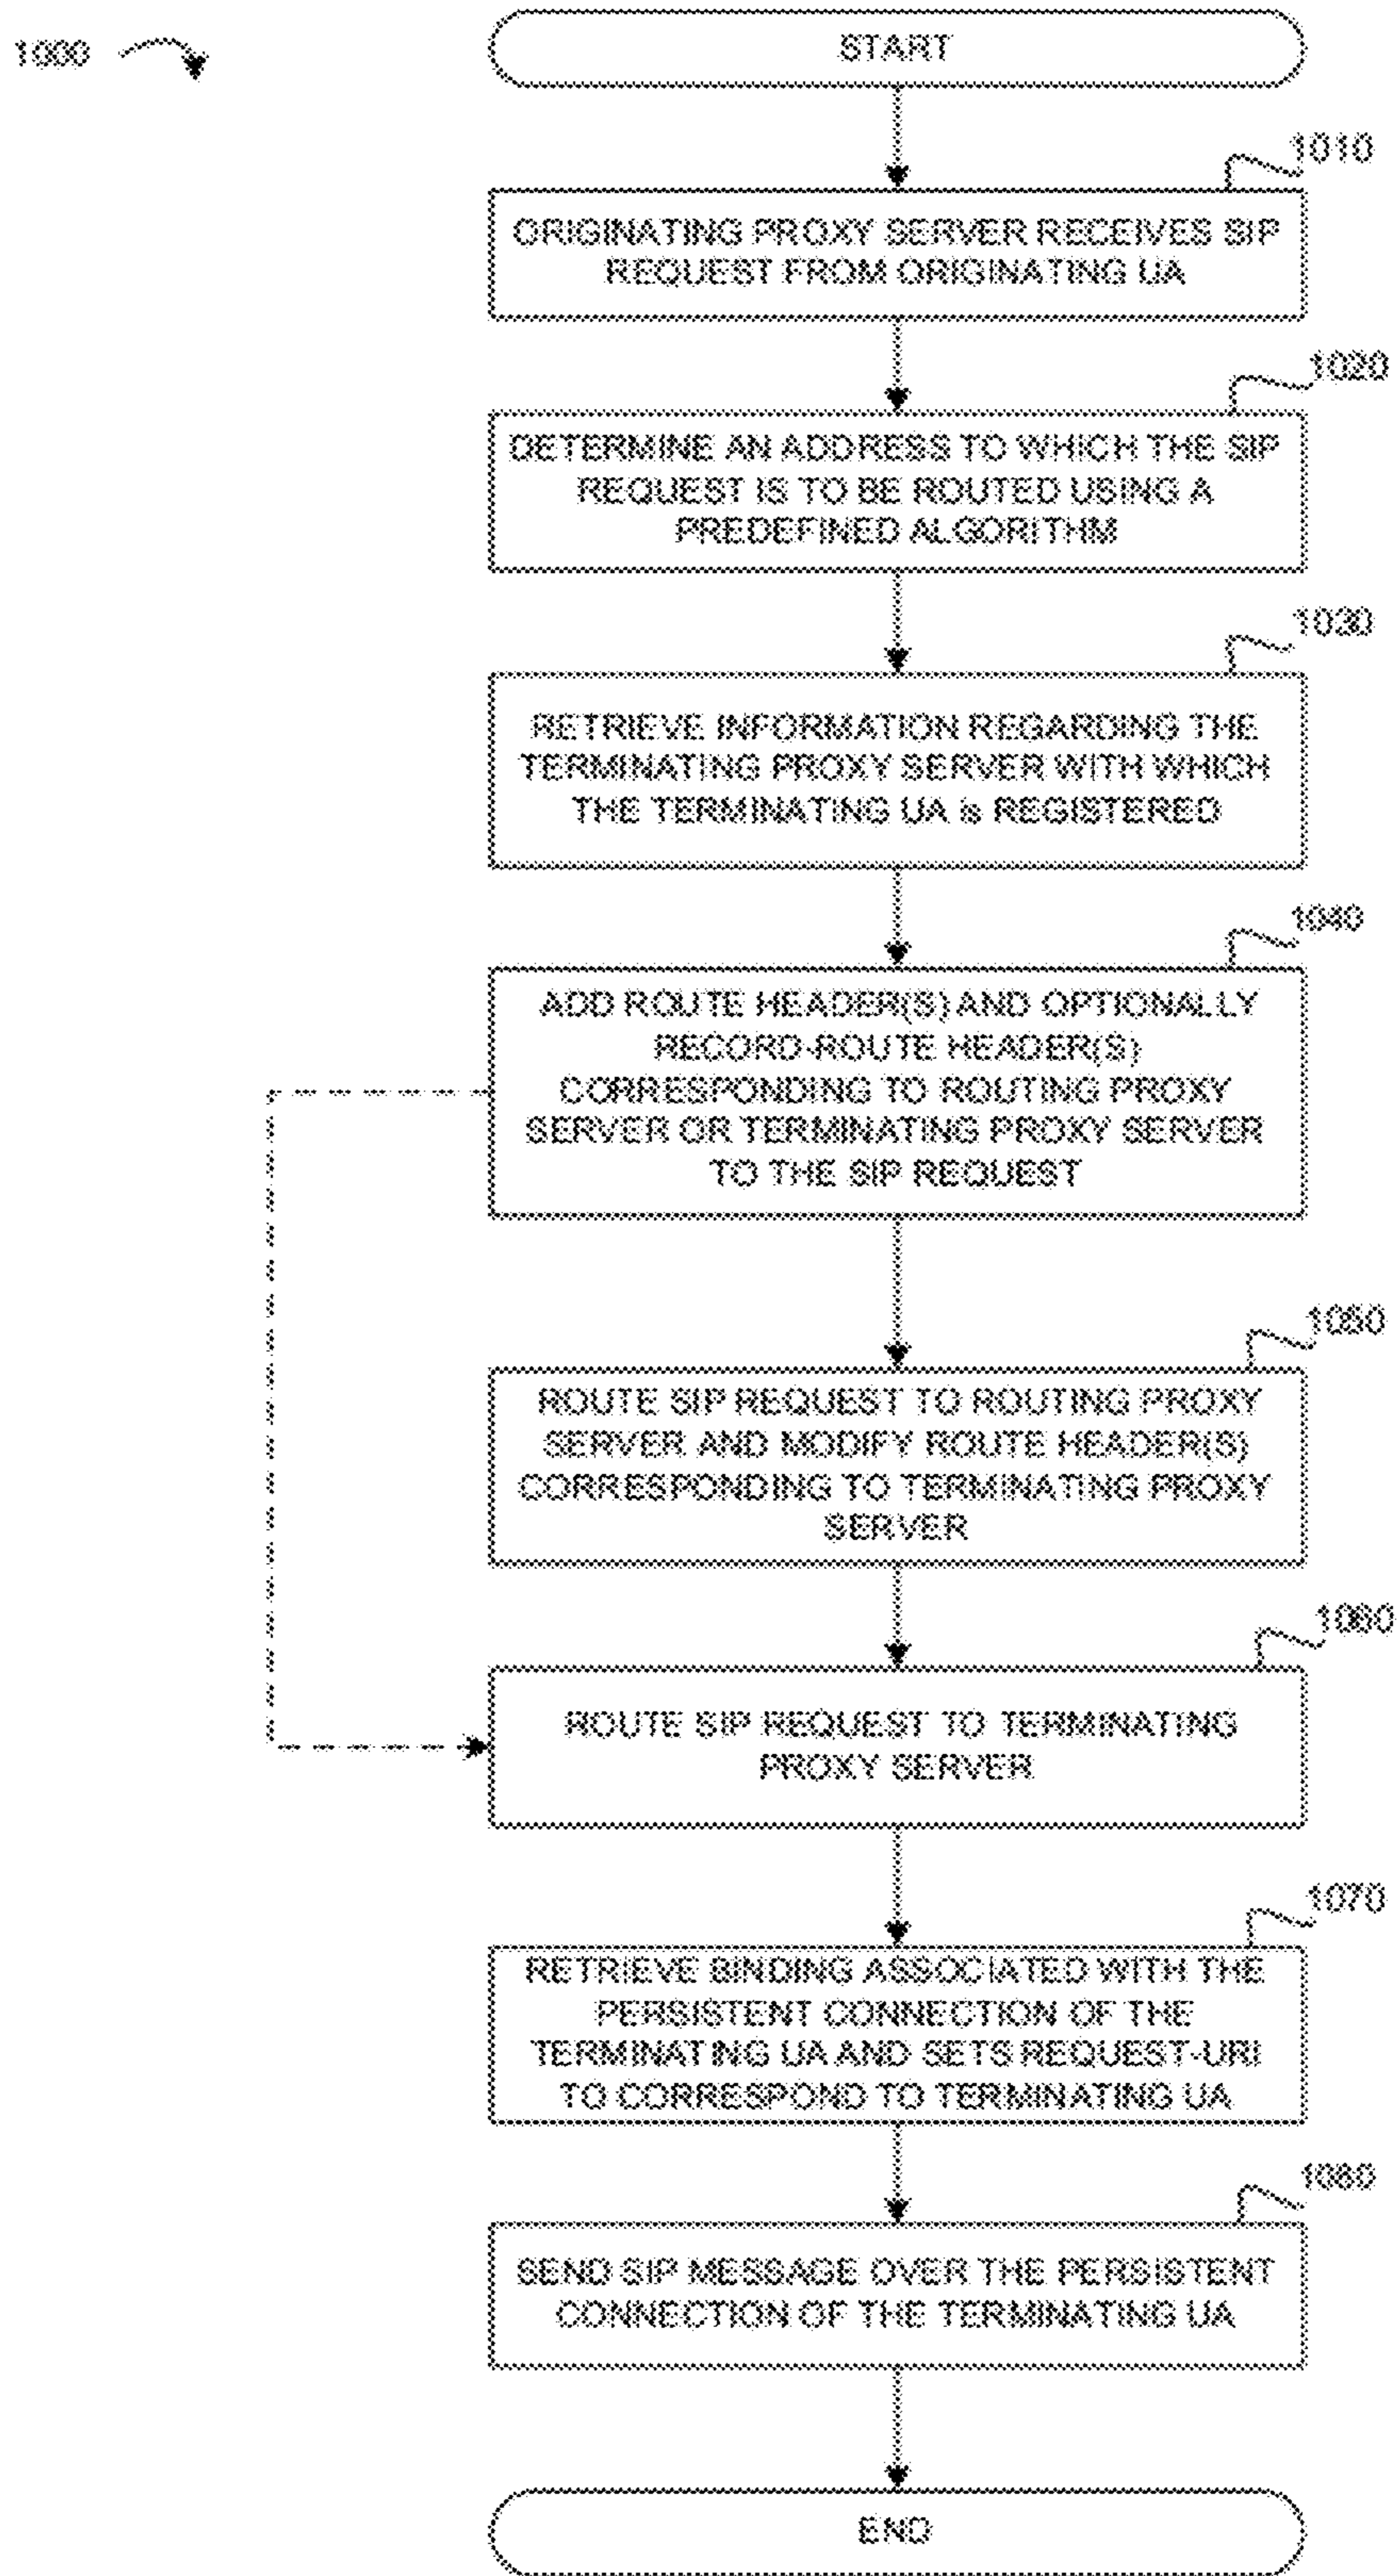 1000
START
1010
ORIGINATING PROXY SERVER RECEIVES SIP
REQUEST FROM ORIGINATING UA
1020
DETERMINE AN ADDRESS TO WHICH THE SIP
REQUEST IS TO BE ROUTED USING A
PREDEFINED ALGORITHM
1030
RETRIEVE INFORMATION REGARDING THE
TERMINATING PROXY SERVER WITH WHICH
THE TERMINATING UA is REGISTERED
1040
ADD ROUTE HEADER(S) AND OPTIONALLY
RECORD-ROUTE HEADER(S)
CORRESPONDING TO ROUTING PROXY
SERVER OR TERMINATING PROXY SERVER
TO THE SIP REQUEST
1050
ROUTE SIP REQUEST TO ROUTING PROXY
SERVER AND MODIFY ROUTE HEADER(S)
CORRESPONDING TO TERMINATING PROXY
SERVER
1060
ROUTE SIP REQUEST TO TERMINATING
PROXY SERVER
1070
RETRIEVE BINDING ASSOCIATED WITH THE
PERSISTENT CONNECTION OF THE
TERMINATING UA AND SETS REQUEST-URI
TO CORRESPOND TO TERMINATING UA
1080
SEND SIP MESSAGE OVER THE PERSISTENT
CONNECTION OF THE TERMINATING UA
END